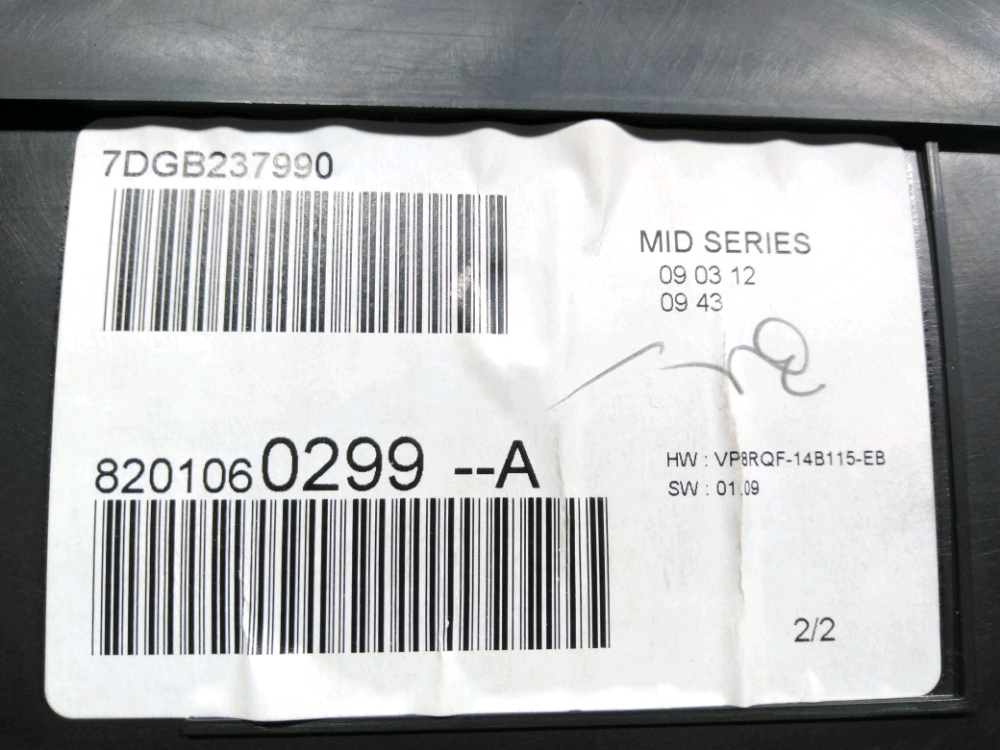 7DGB237990
MID SERIES
09 03 12
09 43
8201060299 --A
HW : VP8RQF-14B115-EB
SW : 01.09
2/2